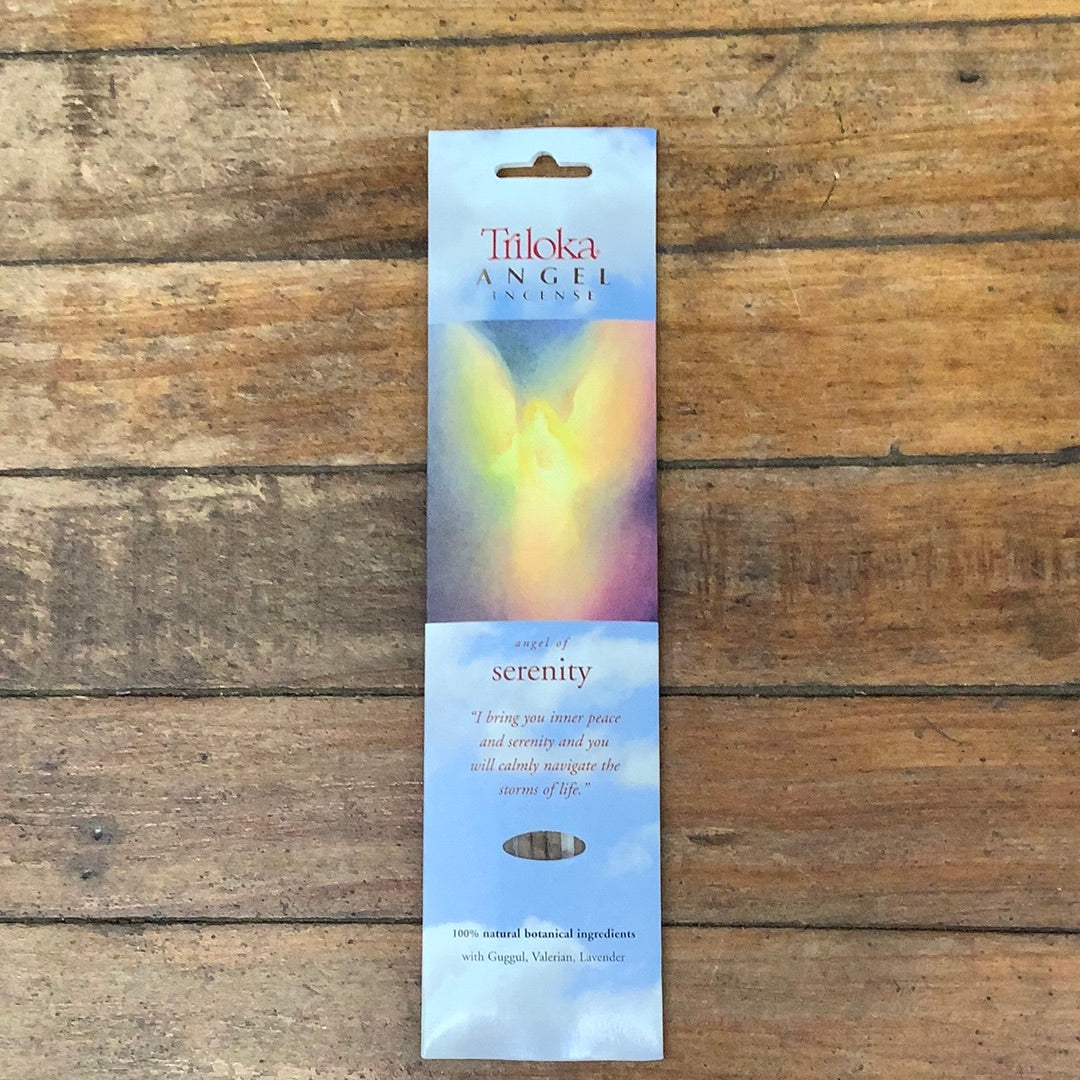 Triloka
ANGEL
INCENSE
angel of
serenity
“I bring you inner peace
and serenity and you
will calmly navigate the
storms of life.”
100% natural botanical ingredients
with Guggul, Valerian, Lavender